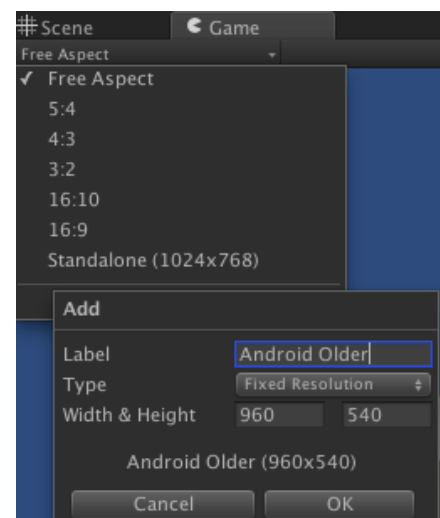 Scene Game
Free Aspect
✓ Free Aspect
5:4
4:3
3:2
16:10
16:9
Standalone (1024x768)
Add
Label Android Older
Type Fixed Resolution
Width & Height 960 540
Android Older (960x540)
Cancel OK